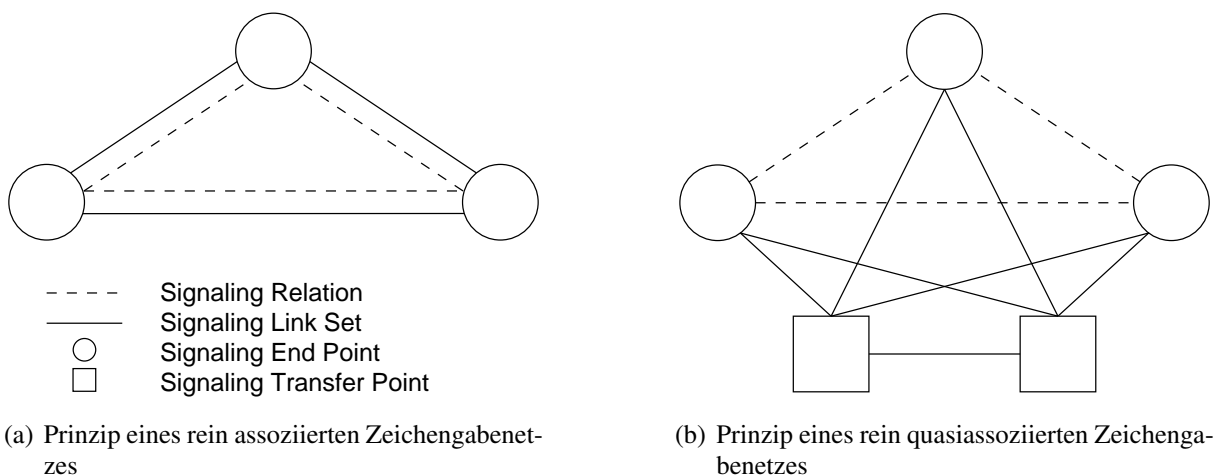 Signaling Relation
Signaling Link Set
Signaling End Point
Signaling Transfer Point
(a) Prinzip eines rein assoziierten Zeichengabenet-
zes
(b) Prinzip eines rein quasiassoziierten Zeichenga-
benetzes